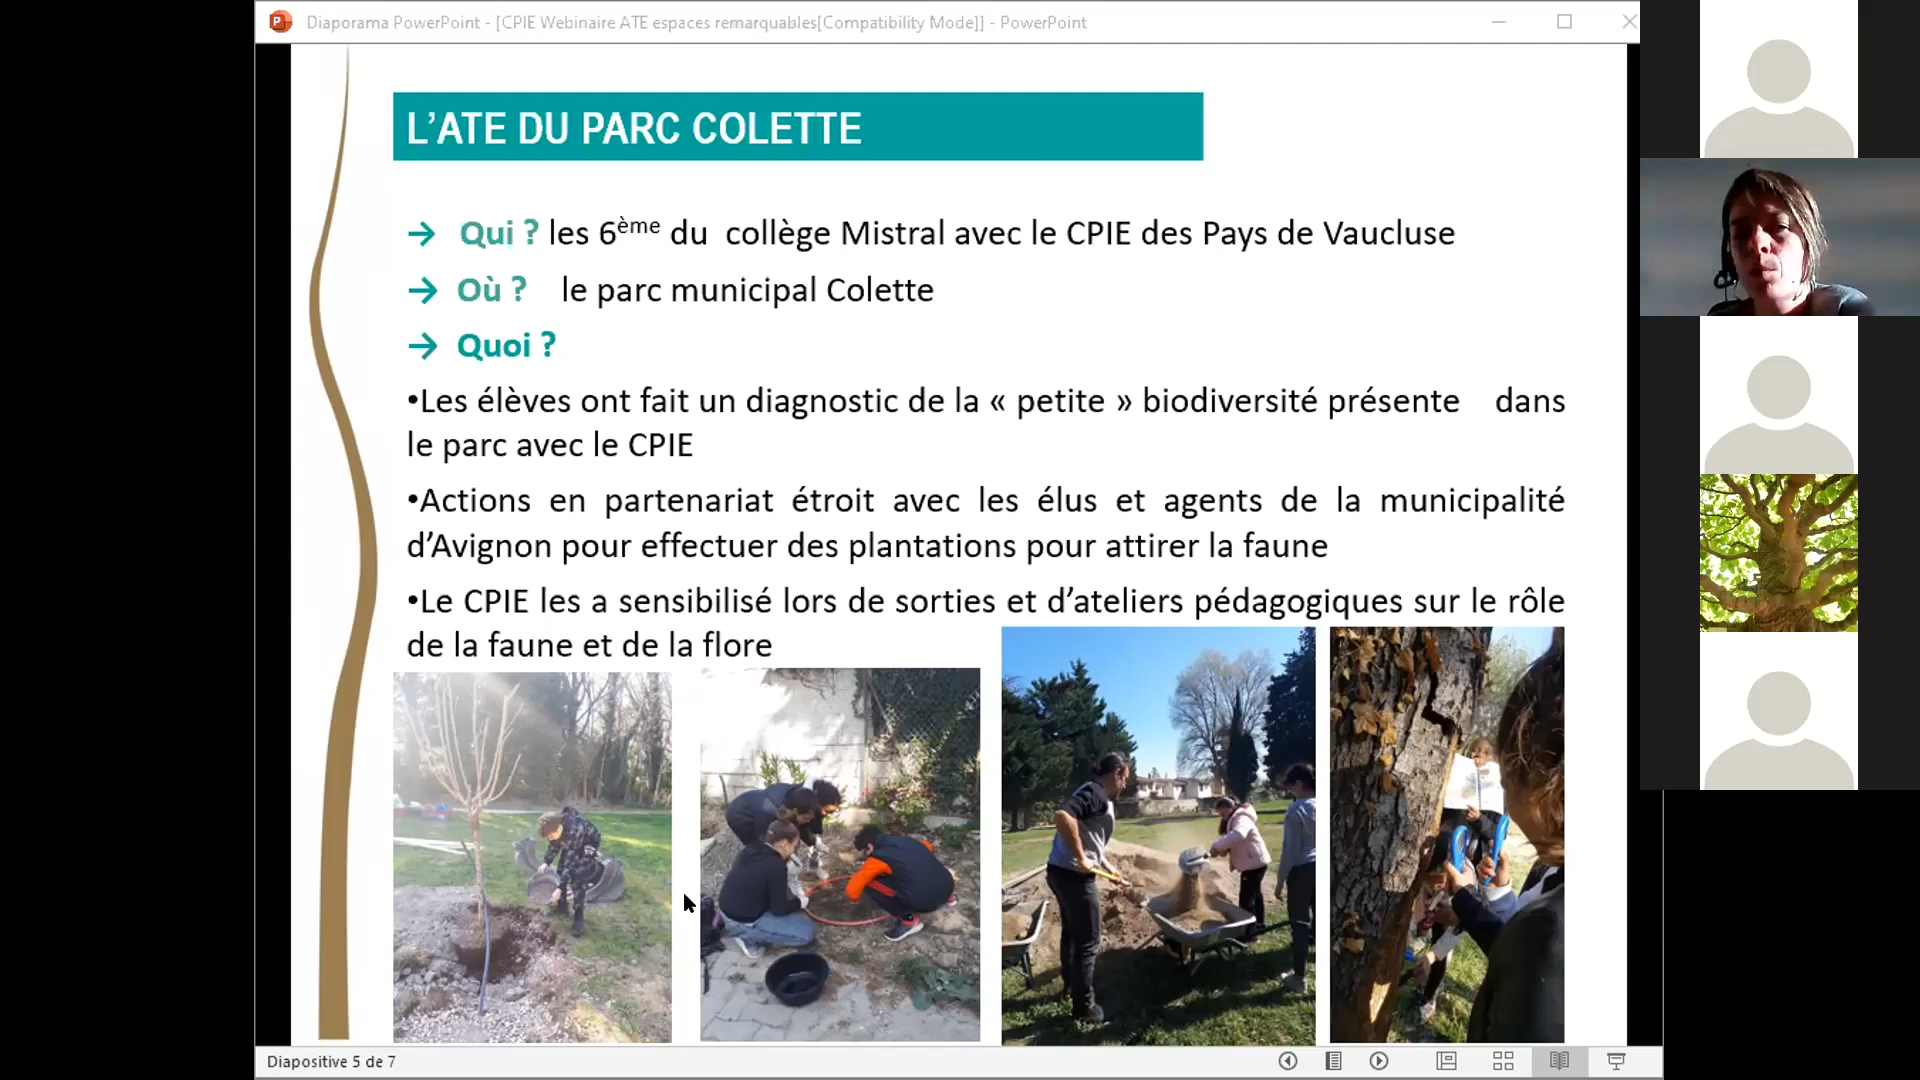 Diaporama PowerPoint - [CPIE Webinaire ATE espaces remarquables[Compatibility Mode]] - PowerPoint
L’ATE DU PARC COLETTE
→ Qui ? les 6ème du collège Mistral avec le CPIE des Pays de Vaucluse
→ Où ? le parc municipal Colette
→ Quoi ?
•Les élèves ont fait un diagnostic de la « petite » biodiversité présente dans
le parc avec le CPIE
•Actions en partenariat étroit avec les élus et agents de la municipalité
d’Avignon pour effectuer des plantations pour attirer la faune
•Le CPIE les a sensibilisé lors de sorties et d’ateliers pédagogiques sur le rôle
de la faune et de la flore
Diapositive 5 de 7